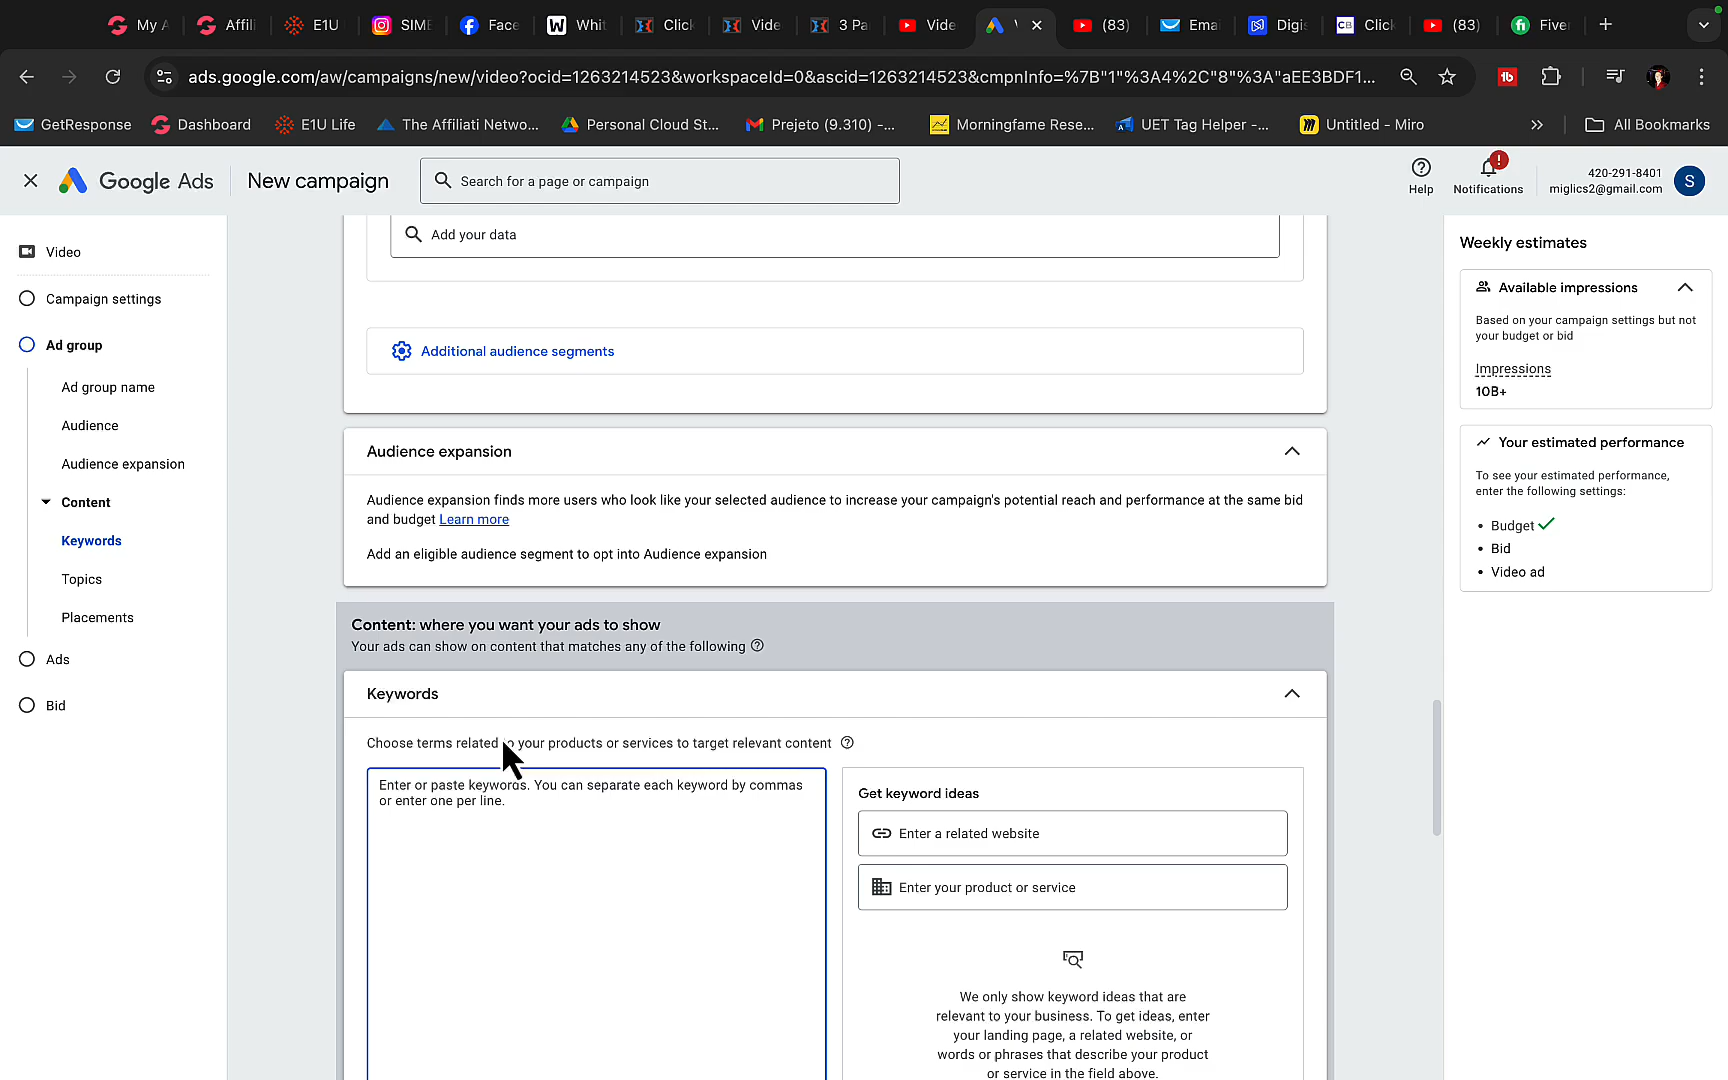 My A
Affili
E1U
SIME
Face
Whit
Click
Vide
3 Pa
Vide
(83)
Emai
Digis
CB
Click
(83)
Fiver
ads.google.com/aw/campaigns/new/video?ocid=1263214523&workspaceId=0&ascid=1263214523&cmpnInfo=%7B"1"%3A4%2C"8"%3A"aEE3BDF1...
GetResponse
Dashboard
E1U Life
The Affiliati Netwo...
Personal Cloud St...
Prejeto (9.310) -...
Morningfame Rese...
UET Tag Helper -...
Untitled - Miro
All Bookmarks
Google Ads
New campaign
Search for a page or campaign
Help
Notifications
420-291-8401
miglics2@gmail.com
S
Video
Campaign settings
Ad group
Ad group name
Audience
Audience expansion
Content
Keywords
Topics
Placements
Ads
Bid
Add your data
Additional audience segments
Audience expansion
Audience expansion finds more users who look like your selected audience to increase your campaign's potential reach and performance at the same bid
and budget Learn more
Add an eligible audience segment to opt into Audience expansion
Content: where you want your ads to show
Your ads can show on content that matches any of the following
Keywords
Choose terms related to your products or services to target relevant content
Enter or paste keywords. You can separate each keyword by commas
or enter one per line.
Get keyword ideas
Enter a related website
Enter your product or service
We only show keyword ideas that are
relevant to your business. To get ideas, enter
your landing page, a related website, or
words or phrases that describe your product
or service in the field above.
Weekly estimates
Available impressions
Based on your campaign settings but not
your budget or bid
Impressions
10B+
Your estimated performance
To see your estimated performance,
enter the following settings:
• Budget
• Bid
• Video ad